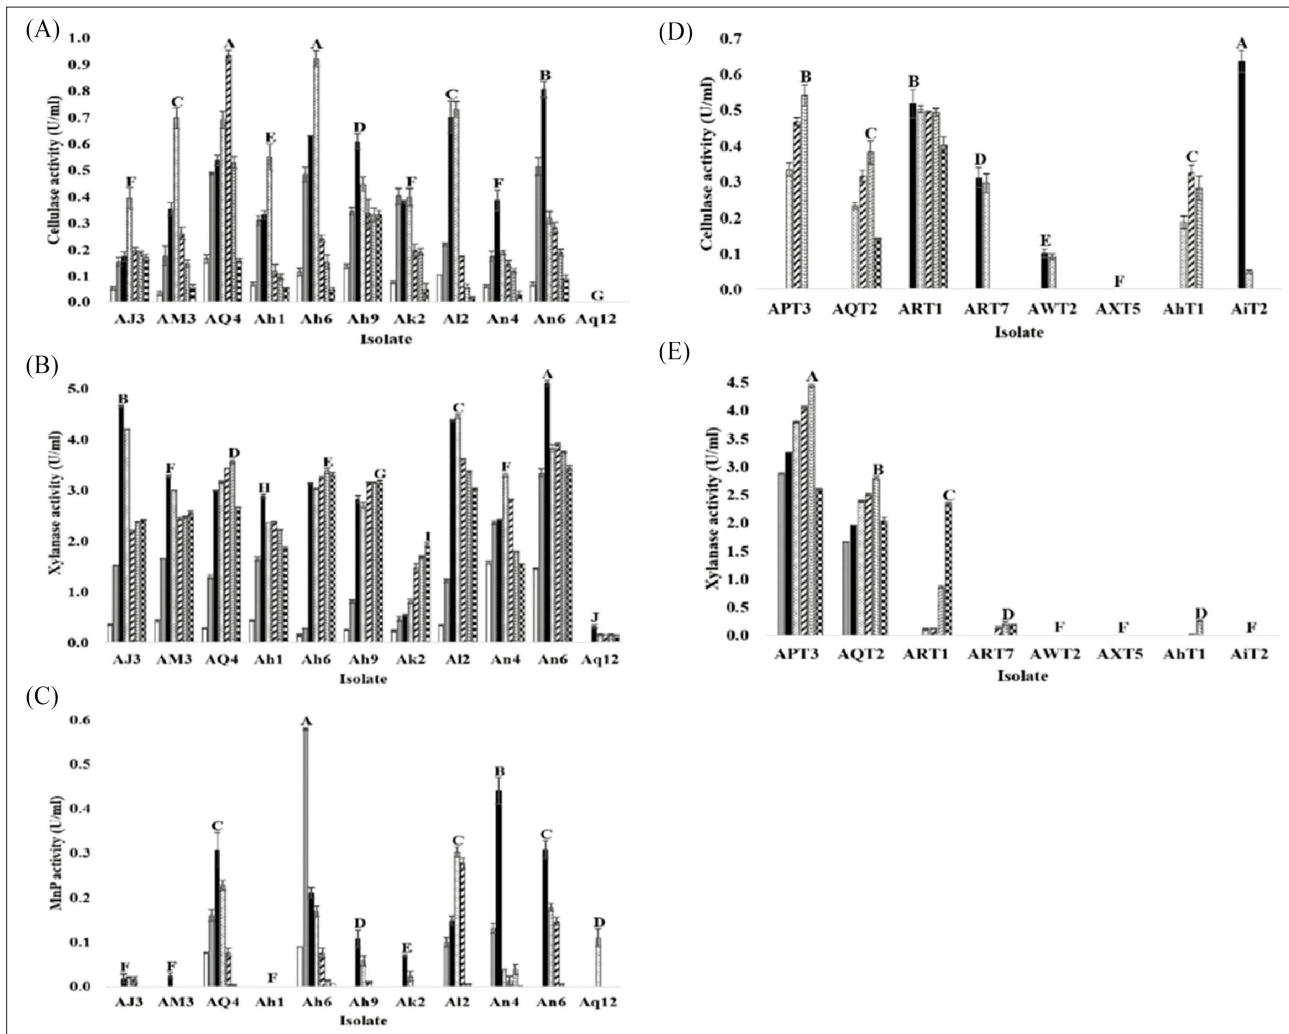 (A)
Cellulase activity (U/ml)
1.0
0.9
0.8
0.7
0.6
0.5
0.4
0.3
0.2
0.1
0.0
F C A E A D F C F B G
AJ3 AM3 AQ4 Ah1 Ah6 Ah9 Ak2 Al2 An4 An6 Aq12
Isolate
(B)
Xylanase activity (U/ml)
5.0
4.0
3.0
2.0
1.0
0.0
B F D H E G I C F A J
AJ3 AM3 AQ4 Ah1 Ah6 Ah9 Ak2 Al2 An4 An6 Aq12
Isolate
(C)
MnP activity (U/ml)
0.6
0.5
0.4
0.3
0.2
0.1
0.0
F F C F A D E C B C D
AJ3 AM3 AQ4 Ah1 Ah6 Ah9 Ak2 Al2 An4 An6 Aq12
Isolate
(D)
Cellulase activity (U/ml)
0.7
0.6
0.5
0.4
0.3
0.2
0.1
0.0
B C B D E F C A
APT3 AQT2 ART1 ART7 AWT2 AXT5 AhT1 AiT2
Isolate
(E)
Xylanase activity (U/ml)
4.5
4.0
3.5
3.0
2.5
2.0
1.5
1.0
0.5
0.0
A B C D F F D F
APT3 AQT2 ART1 ART7 AWT2 AXT5 AhT1 AiT2
Isolate